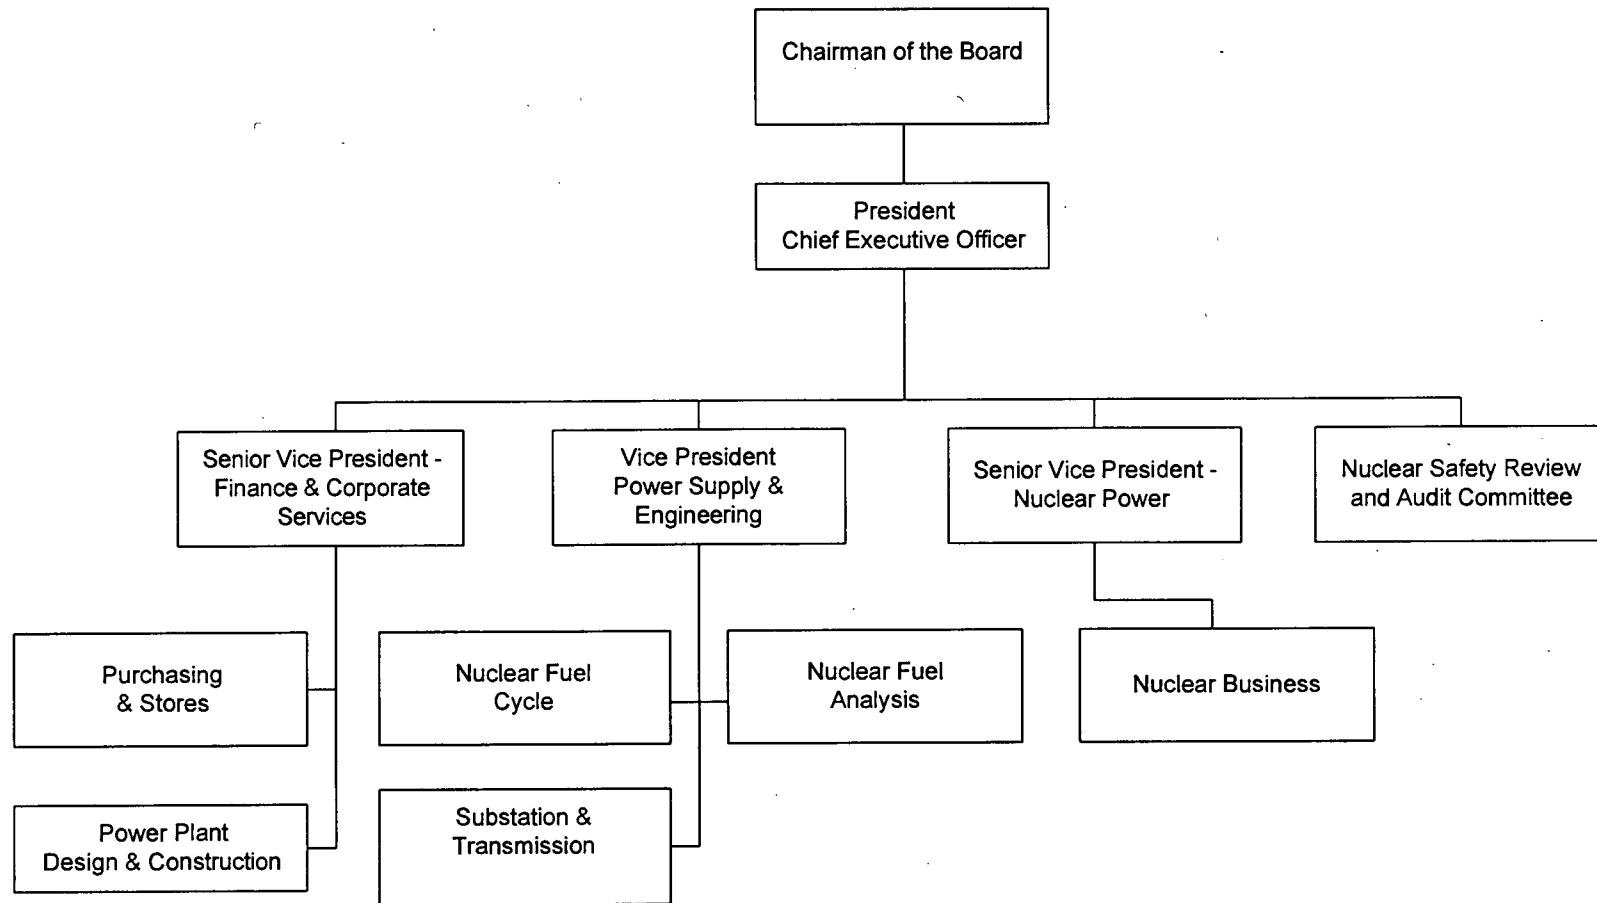 Chairman of the Board
President
Chief Executive Officer
Senior Vice President -
Finance & Corporate
Services
Vice President
Power Supply &
Engineering
Senior Vice President -
Nuclear Power
Nuclear Safety Review
and Audit Committee
Purchasing
& Stores
Nuclear Fuel
Cycle
Nuclear Fuel
Analysis
Nuclear Business
Power Plant
Design & Construction
Substation &
Transmission